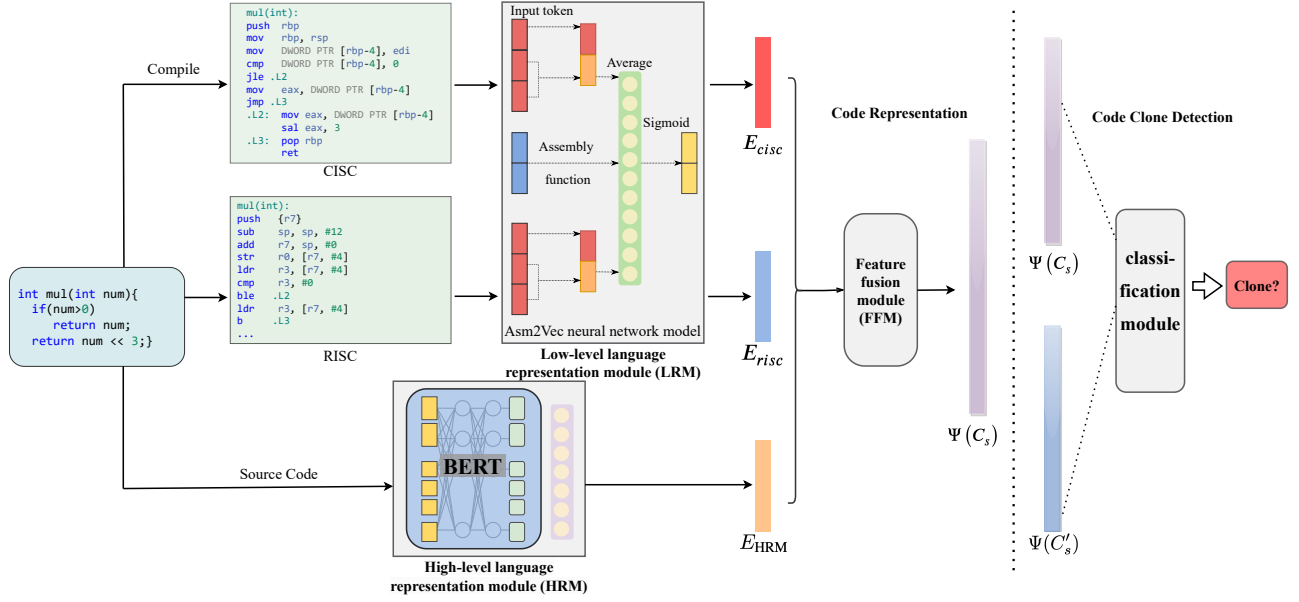 int mul(int num){
if(num>0)
return num;
return num << 3;}
Compile
Source Code
mul(int):
push rbp
mov rbp, rsp
mov DWORD PTR [rbp-4], edi
cmp DWORD PTR [rbp-4], 0
jle .L2
mov eax, DWORD PTR [rbp-4]
jmp .L3
.L2: mov eax, DWORD PTR [rbp-4]
sal eax, 3
.L3: pop rbp
ret
CISC
mul(int):
push {r7}
sub sp, sp, #12
add r7, sp, #0
str r0, [r7, #4]
ldr r3, [r7, #4]
cmp r3, #0
ble .L2
ldr r3, [r7, #4]
b .L3
...
RISC
Input token
Average
Sigmoid
Assembly
function
Asm2Vec neural network model
Low-level language
representation module (LRM)
BERT
High-level language
representation module (HRM)
E_cisc
E_risc
E_HRM
Code Representation
Feature
fusion
module
(FFM)
Ψ (C_s)
Code Clone Detection
Ψ (C_s)
Ψ(C′_s)
classi-
fication
module
Clone?